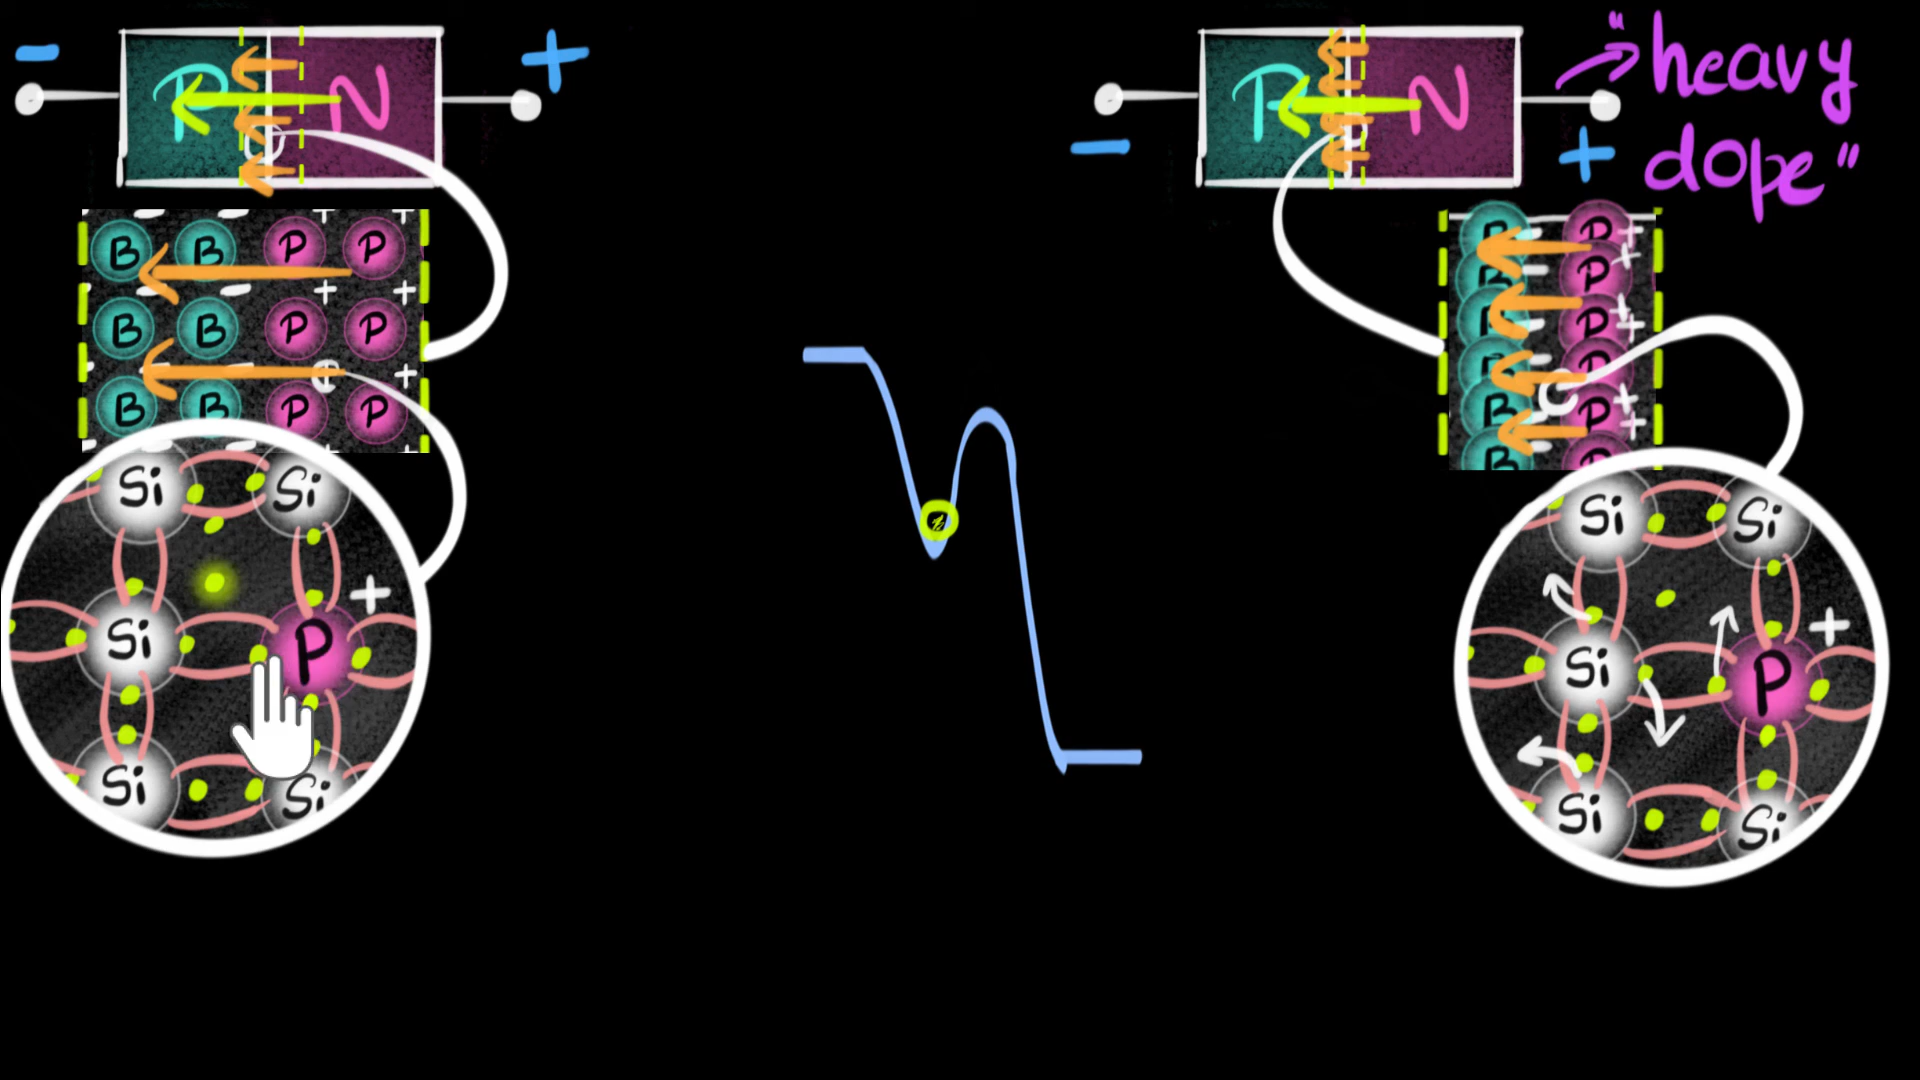 − P N +
B B P P
− − + +
B B P P
B B P P
Si Si
Si P +
Si Si
P N
− +
"heavy
dope"
B P +
B P +
B P +
B P
B P +
B P
Si Si
Si P +
Si Si